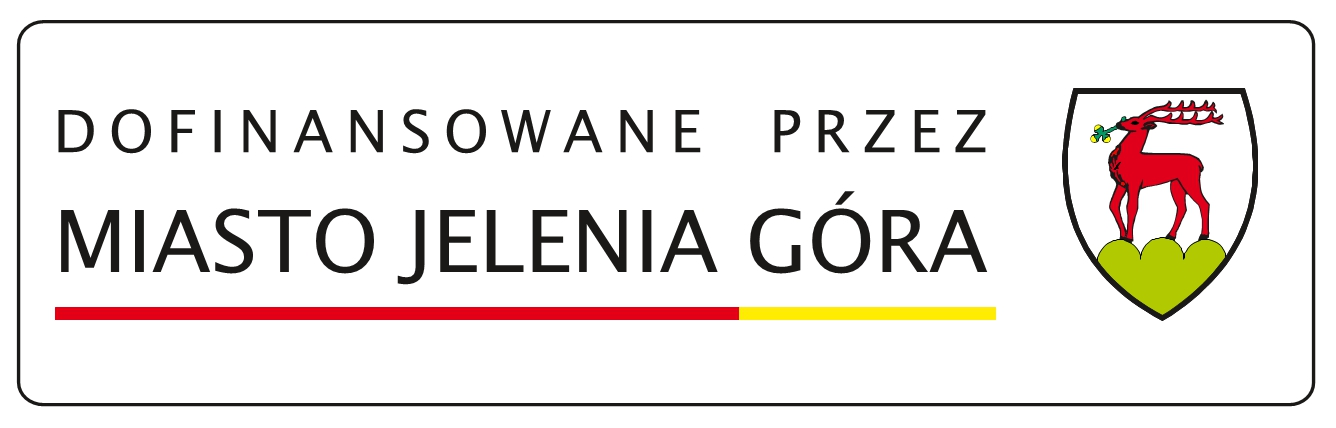 DOFINANSOWANE PRZEZ
MIASTO JELENIA GÓRA